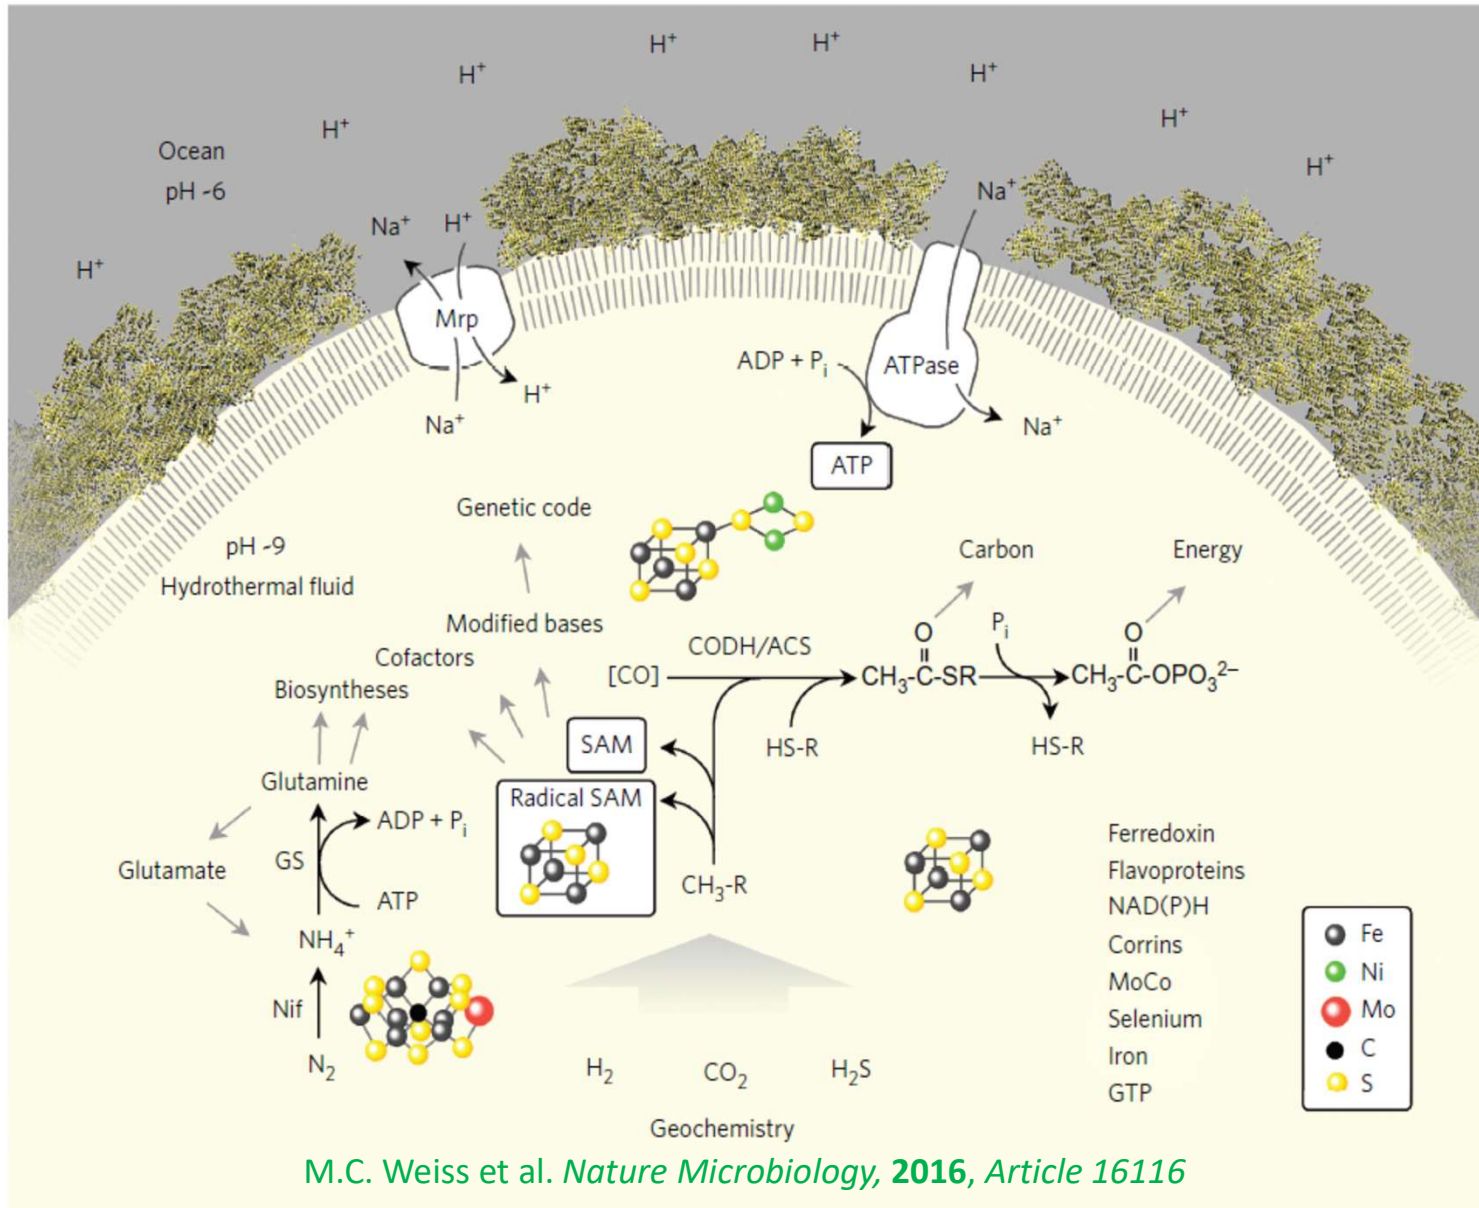 H⁺
H⁺
H⁺
H⁺
H⁺
H⁺
H⁺
H⁺
Ocean
pH ~6
Na⁺
H⁺
Na⁺
Mrp
H⁺
Na⁺
ADP + Pᵢ
ATPase
Na⁺
ATP
Genetic code
pH ~9
Hydrothermal fluid
Carbon
Energy
Modified bases
Cofactors
Biosyntheses
[CO]
CODH/ACS
O
CH₃-C-SR
Pᵢ
O
CH₃-C-OPO₃²⁻
HS-R
HS-R
SAM
Radical SAM
CH₃-R
Glutamine
ADP + Pᵢ
GS
Glutamate
ATP
NH₄⁺
Nif
N₂
Ferredoxin
Flavoproteins
NAD(P)H
Corrins
MoCo
Selenium
Iron
GTP
Fe
Ni
Mo
C
S
H₂
CO₂
H₂S
Geochemistry
M.C. Weiss et al. Nature Microbiology, 2016, Article 16116